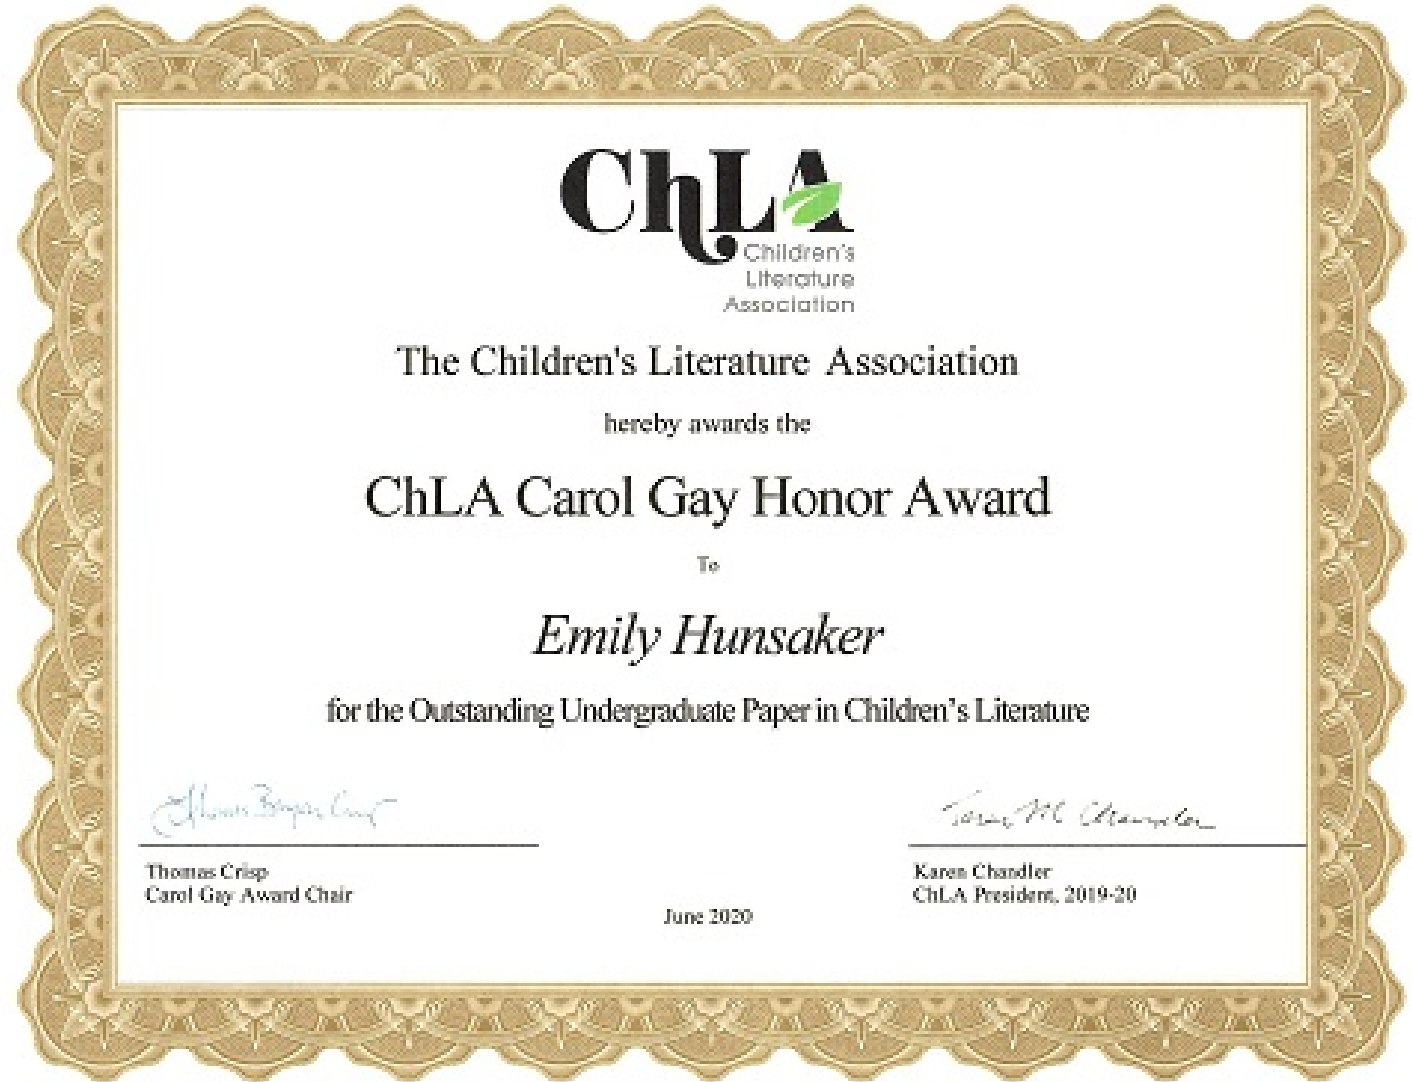 ChLA
Children's
Literature
Association
The Children's Literature Association
hereby awards the
ChLA Carol Gay Honor Award
To
Emily Hunsaker
for the Outstanding Undergraduate Paper in Children's Literature
Thomas Crisp
Carol Gay Award Chair
June 2020
Karen Chandler
ChLA President, 2019-20